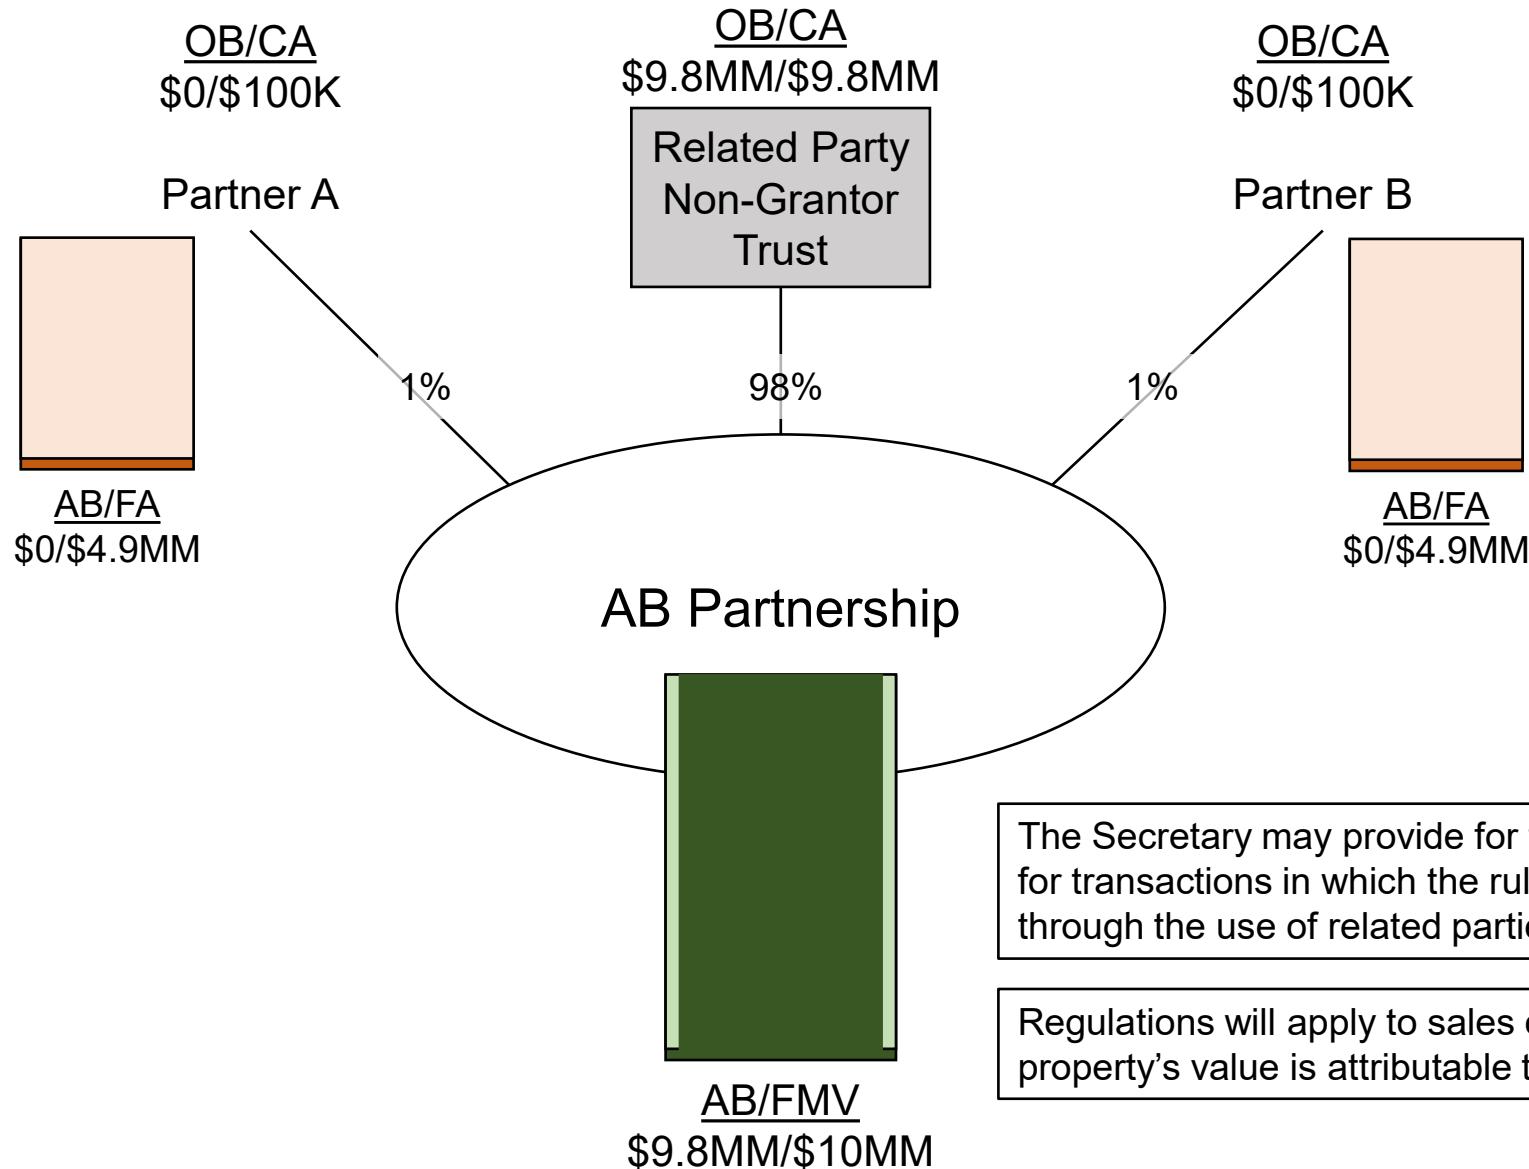 OB/CA
$0/$100K
Partner A
OB/CA
$9.8MM/$9.8MM
Related Party
Non-Grantor
Trust
OB/CA
$0/$100K
Partner B
1%
98%
1%
AB/FA
$0/$4.9MM
AB/FA
$0/$4.9MM
AB Partnership
The Secretary may provide for
for transactions in which the
through the use of related
Regulations will apply to sales
property’s value is attributable
AB/FMV
$9.8MM/$10MM